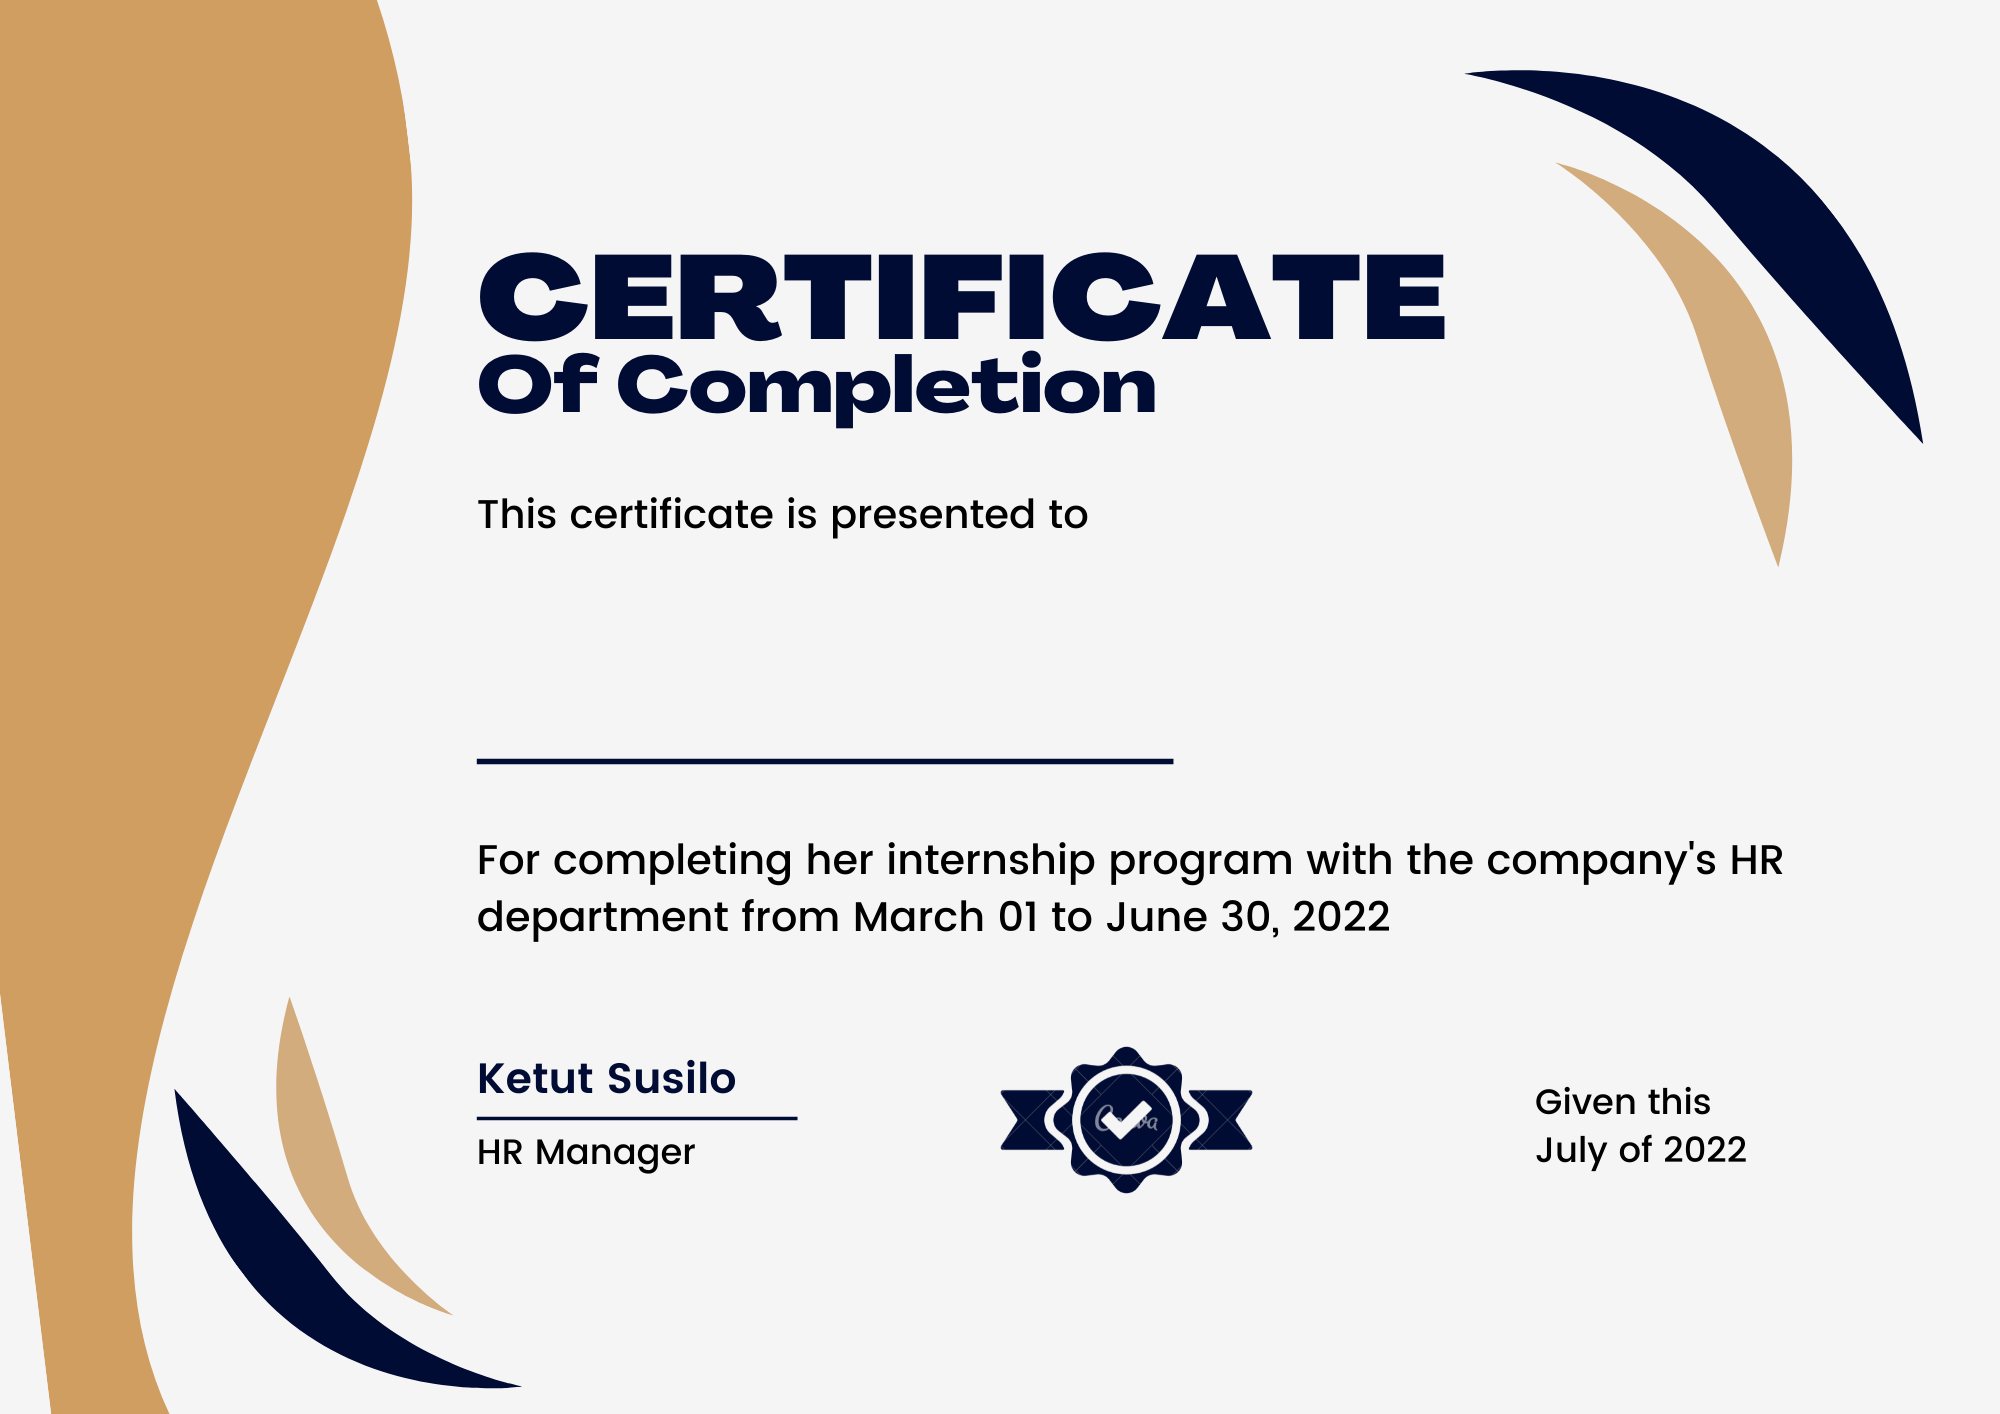 CERTIFICATE
Of Completion
This certificate is presented to
For completing her internship program with the company's HR
department from March 01 to June 30, 2022
Ketut Susilo
HR Manager
Given this
July of 2022